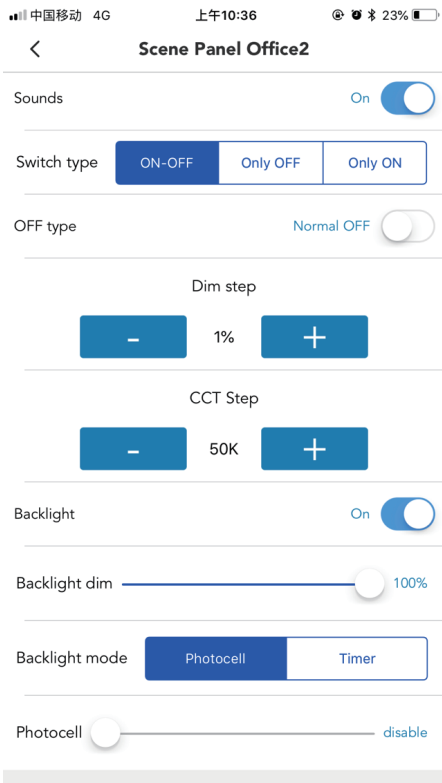 中国移动 4G 上午10:36 23%
Scene Panel Office2
Sounds On
Switch type ON-OFF Only OFF Only ON
OFF type Normal OFF
Dim step
- 1% +
CCT Step
- 50K +
Backlight On
Backlight dim 100%
Backlight mode Photocell Timer
Photocell disable